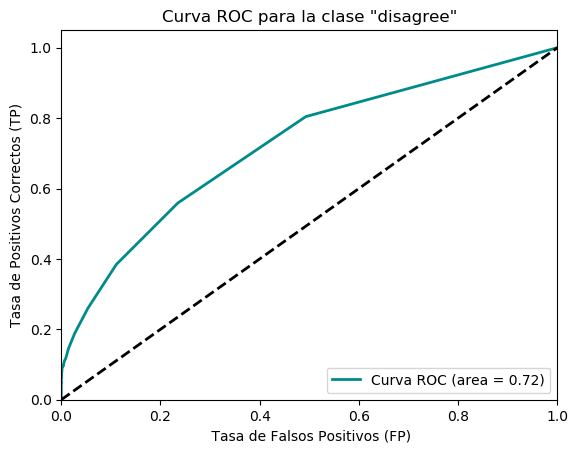 Curva ROC para la clase "disagree"
1.0
0.8
0.6
0.4
0.2
0.0
Tasa de Positivos Correctos (TP)
Curva ROC (area = 0.72)
0.0 0.2 0.4 0.6 0.8 1.0
Tasa de Falsos Positivos (FP)